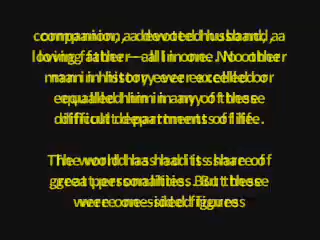 companion, a devoted husband, a
loving father - all in one. No other
man in history ever excelled or
equalled him in any of these
difficult departments of life.
The world has had its share of
great personalities. But these
were one-sided figures